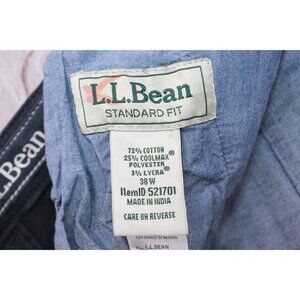 L.L.Bean
STANDARD FIT
72% COTTON
25% COOLMAX®
POLYESTER
3% LYCRA®
38W
ItemID 521701
MADE IN INDIA
CARE ON REVERSE
L.L.BEAN
Bean